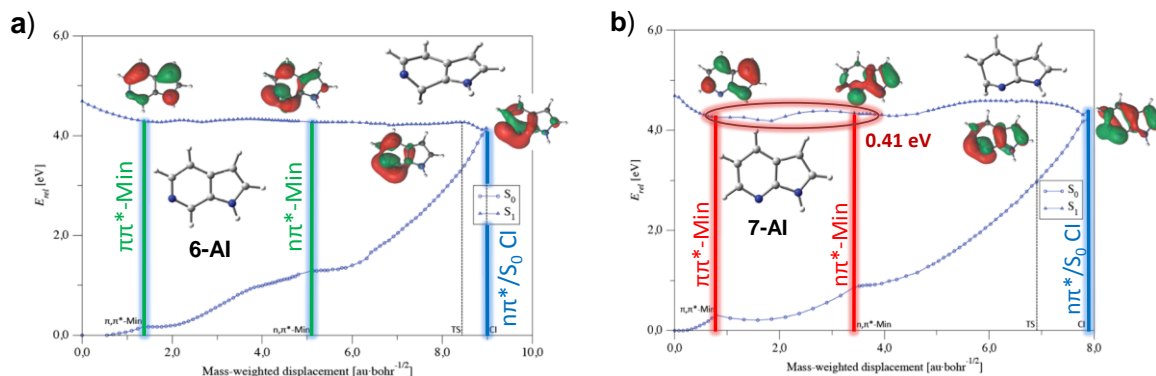 a)
6,0
4,0
2,0
0,0
E_rel [eV]
ππ*-Min
6-AI
nπ*-Min
nπ*/S₀ CI
S₀
S₁
π,π*-Min
n,π*-Min
TS
CI
0,0 2,0 4,0 6,0 8,0 10,0
Mass-weighted displacement [au·bohr⁻¹ᐟ²]
b)
6,0
4,0
2,0
0,0
E_rel [eV]
0.41 eV
ππ*-Min
7-AI
nπ*-Min
nπ*/S₀ CI
S₀
S₁
π,π*-Min
n,π*-Min
TS
CI
0,0 2,0 4,0 6,0 8,0
Mass-weighted displacement [au·bohr⁻¹ᐟ²]